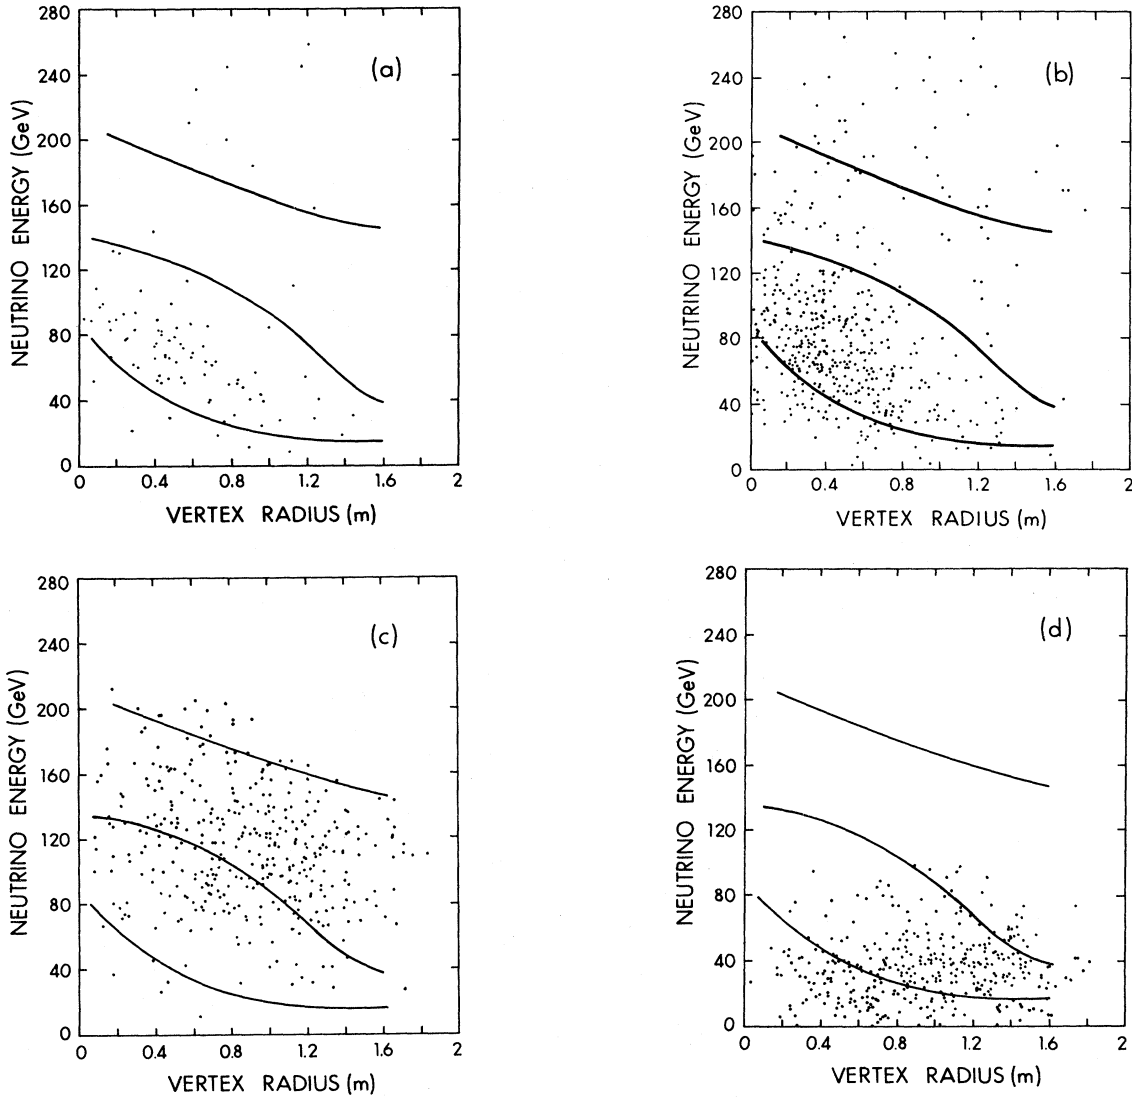 (a)
280
240
200
160
120
80
40
0
NEUTRINO ENERGY (GeV)
0 0.4 0.8 1.2 1.6 2
VERTEX RADIUS (m)
(b)
280
240
200
160
120
80
40
0
NEUTRINO ENERGY (GeV)
0 0.4 0.8 1.2 1.6 2
VERTEX RADIUS (m)
(c)
280
240
200
160
120
80
40
0
NEUTRINO ENERGY (GeV)
0 0.4 0.8 1.2 1.6 2
VERTEX RADIUS (m)
(d)
280
240
200
160
120
80
40
0
NEUTRINO ENERGY (GeV)
0 0.4 0.8 1.2 1.6 2
VERTEX RADIUS (m)